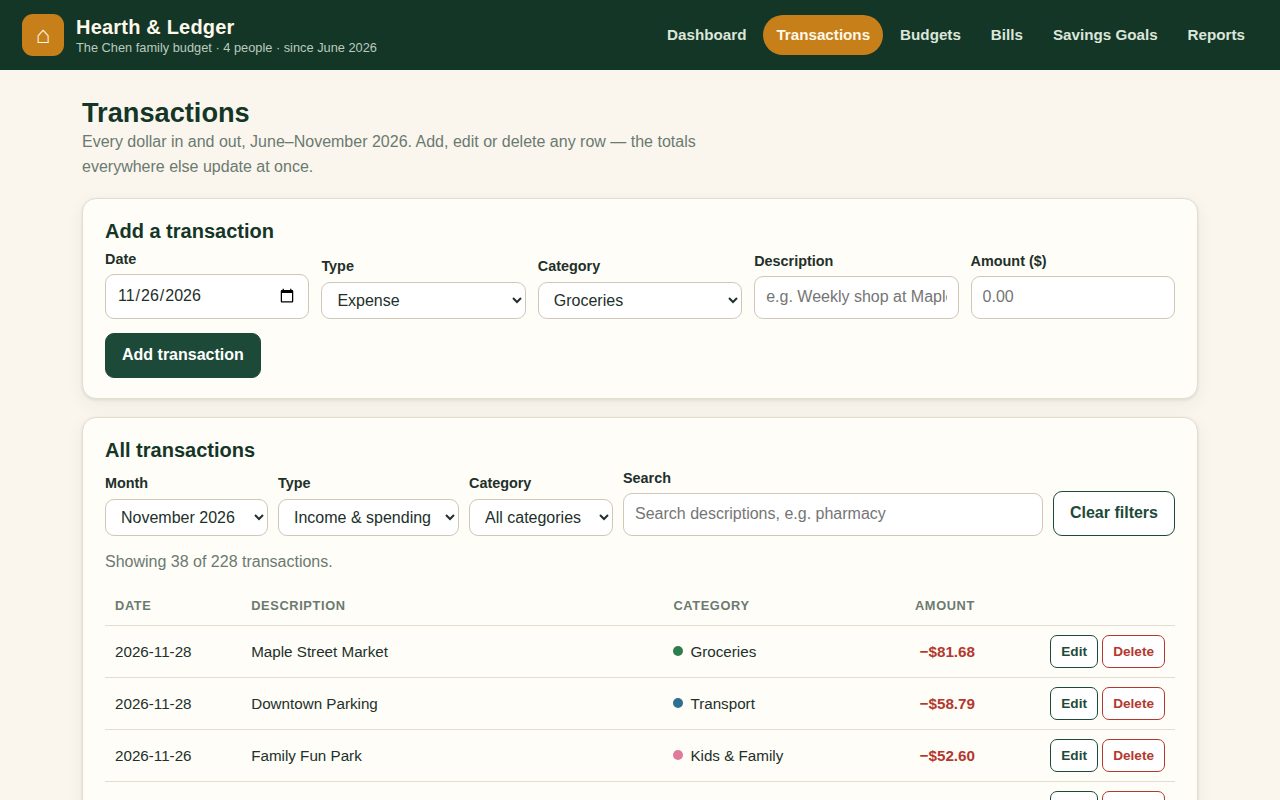 Hearth & Ledger
The Chen family budget · 4 people · since June 2026
Dashboard
Transactions
Budgets
Bills
Savings Goals
Reports
Transactions
Every dollar in and out, June–November 2026. Add, edit or delete any row — the totals
everywhere else update at once.
Add a transaction
Date
Type
Category
Description
Amount ($)
11/26/2026
Expense
Groceries
e.g. Weekly shop at Mapl
0.00
Add transaction
All transactions
Month
Type
Category
Search
November 2026
Income & spending
All categories
Search descriptions, e.g. pharmacy
Clear filters
Showing 38 of 228 transactions.
DATE DESCRIPTION CATEGORY AMOUNT
2026-11-28 Maple Street Market Groceries −$81.68 Edit Delete
2026-11-28 Downtown Parking Transport −$58.79 Edit Delete
2026-11-26 Family Fun Park Kids & Family −$52.60 Edit Delete